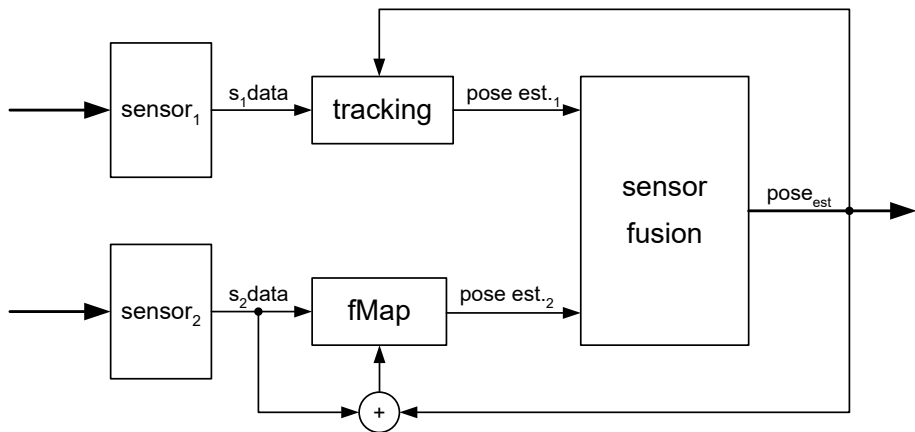 sensor₁
s₁data
tracking
pose est.₁
sensor
fusion
pose_est
sensor₂
s₂data
fMap
pose est.₂
+